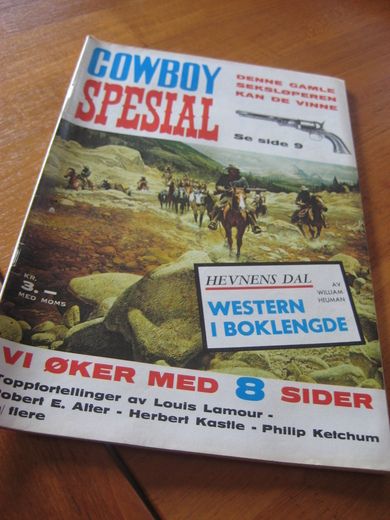 COWBOY
SPESIAL
DENNE GAMLE
SEKSLØPEREN
KAN DE VINNE
Se side 9
KR.
3.—
MED MOMS
HEVNENS DAL
AV
WILLIAM
HEUMAN
WESTERN
I BOKLENGDE
VI ØKER MED 8 SIDER
Toppfortellinger av Louis Lamour -
Robert E. Alter - Herbert Kastle - Philip Ketchum
flere